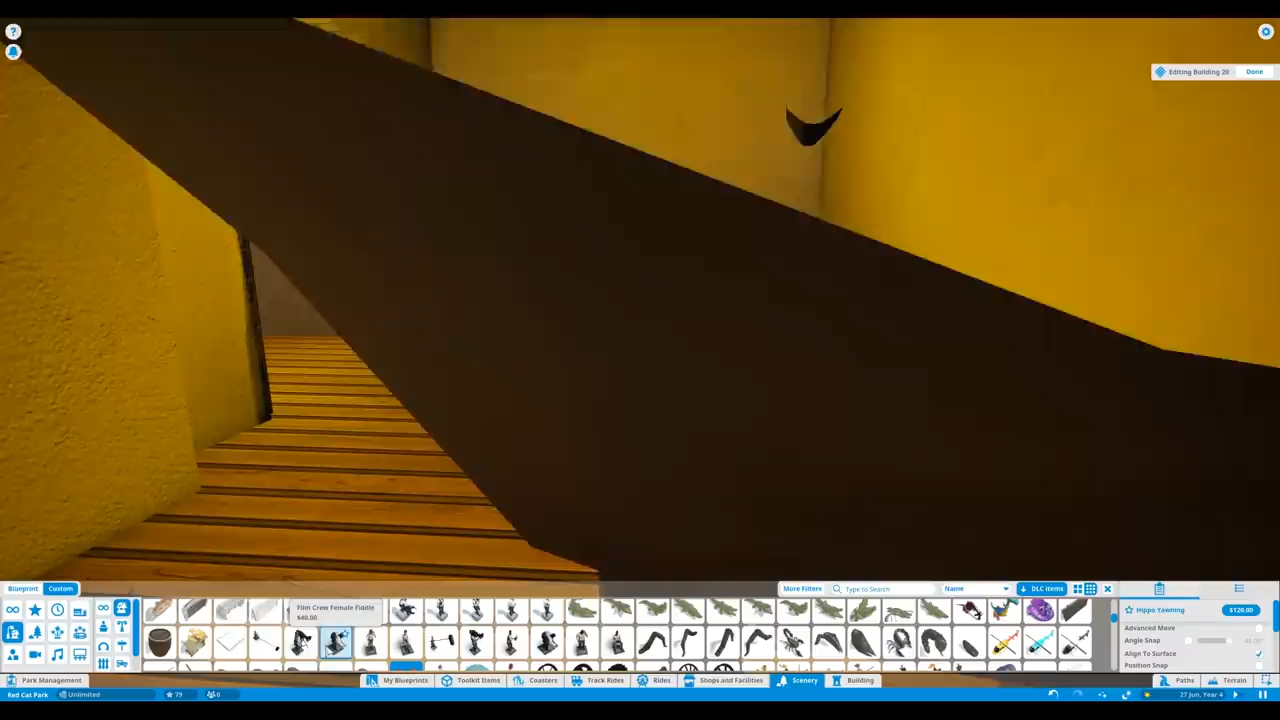 ?
Editing Building 20
Done
Blueprint
Custom
More Filters
Type to Search
Name
DLC items
Film Crew Female Fiddle
$40.00
Hippo Yawning
$120.00
Advanced Move
Angle Snap
Align To Surface
Position Snap
Park Management
My Blueprints
Toolkit Items
Coasters
Track Rides
Rides
Shops and Facilities
Scenery
Building
Paths
Terrain
Red Cat Park
Unlimited
79
0
27 Jun, Year 4